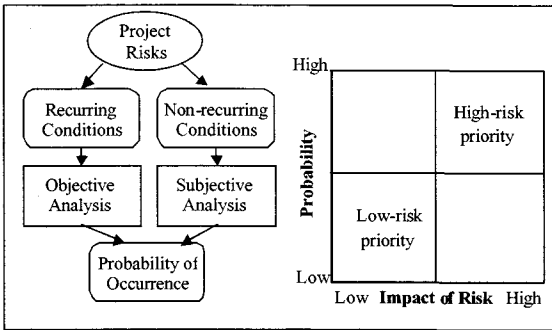 Project
Risks
Recurring
Conditions
Non-recurring
Conditions
Objective
Analysis
Subjective
Analysis
Probability of
Occurrence
High
Probability
Low
High-risk
priority
Low-risk
priority
Low Impact of Risk High